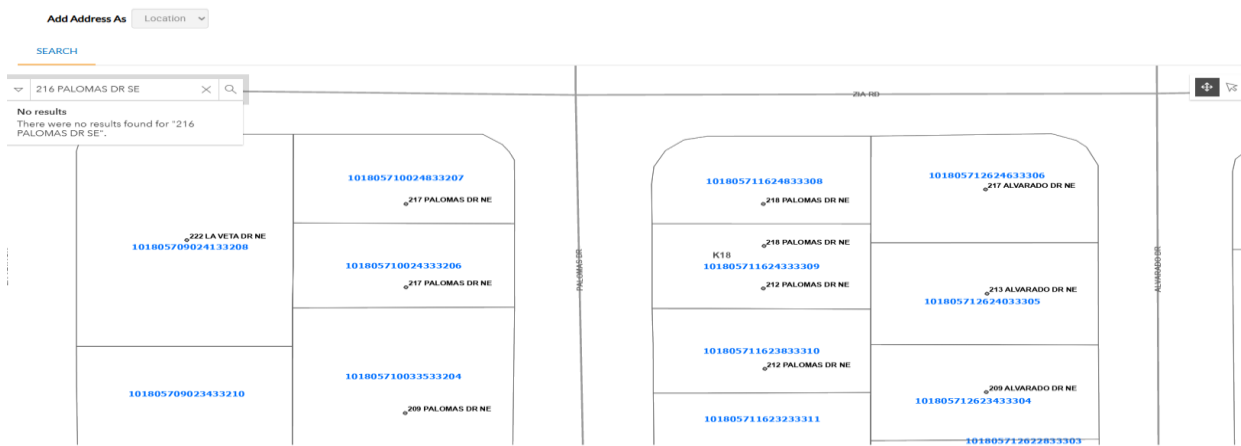 Add Address As Location
SEARCH
216 PALOMAS DR SE
No results
There were no results found for "216
PALOMAS DR SE".
ZIA RD
101805710024833207
217 PALOMAS DR NE
101805711624833308
218 PALOMAS DR NE
101805712624633306
217 ALVARADO DR NE
222 LA VETA DR NE
101805709024133208
218 PALOMAS DR NE
K18
101805710024333206
101805711624333309
217 PALOMAS DR NE
212 PALOMAS DR NE
PALOMAS DR
ALVARADO DR
213 ALVARADO DR NE
101805712624033305
101805711623833310
212 PALOMAS DR NE
101805710033533204
209 PALOMAS DR NE
101805709023433210
209 ALVARADO DR NE
101805712623433304
101805711623233311
101805712622833303